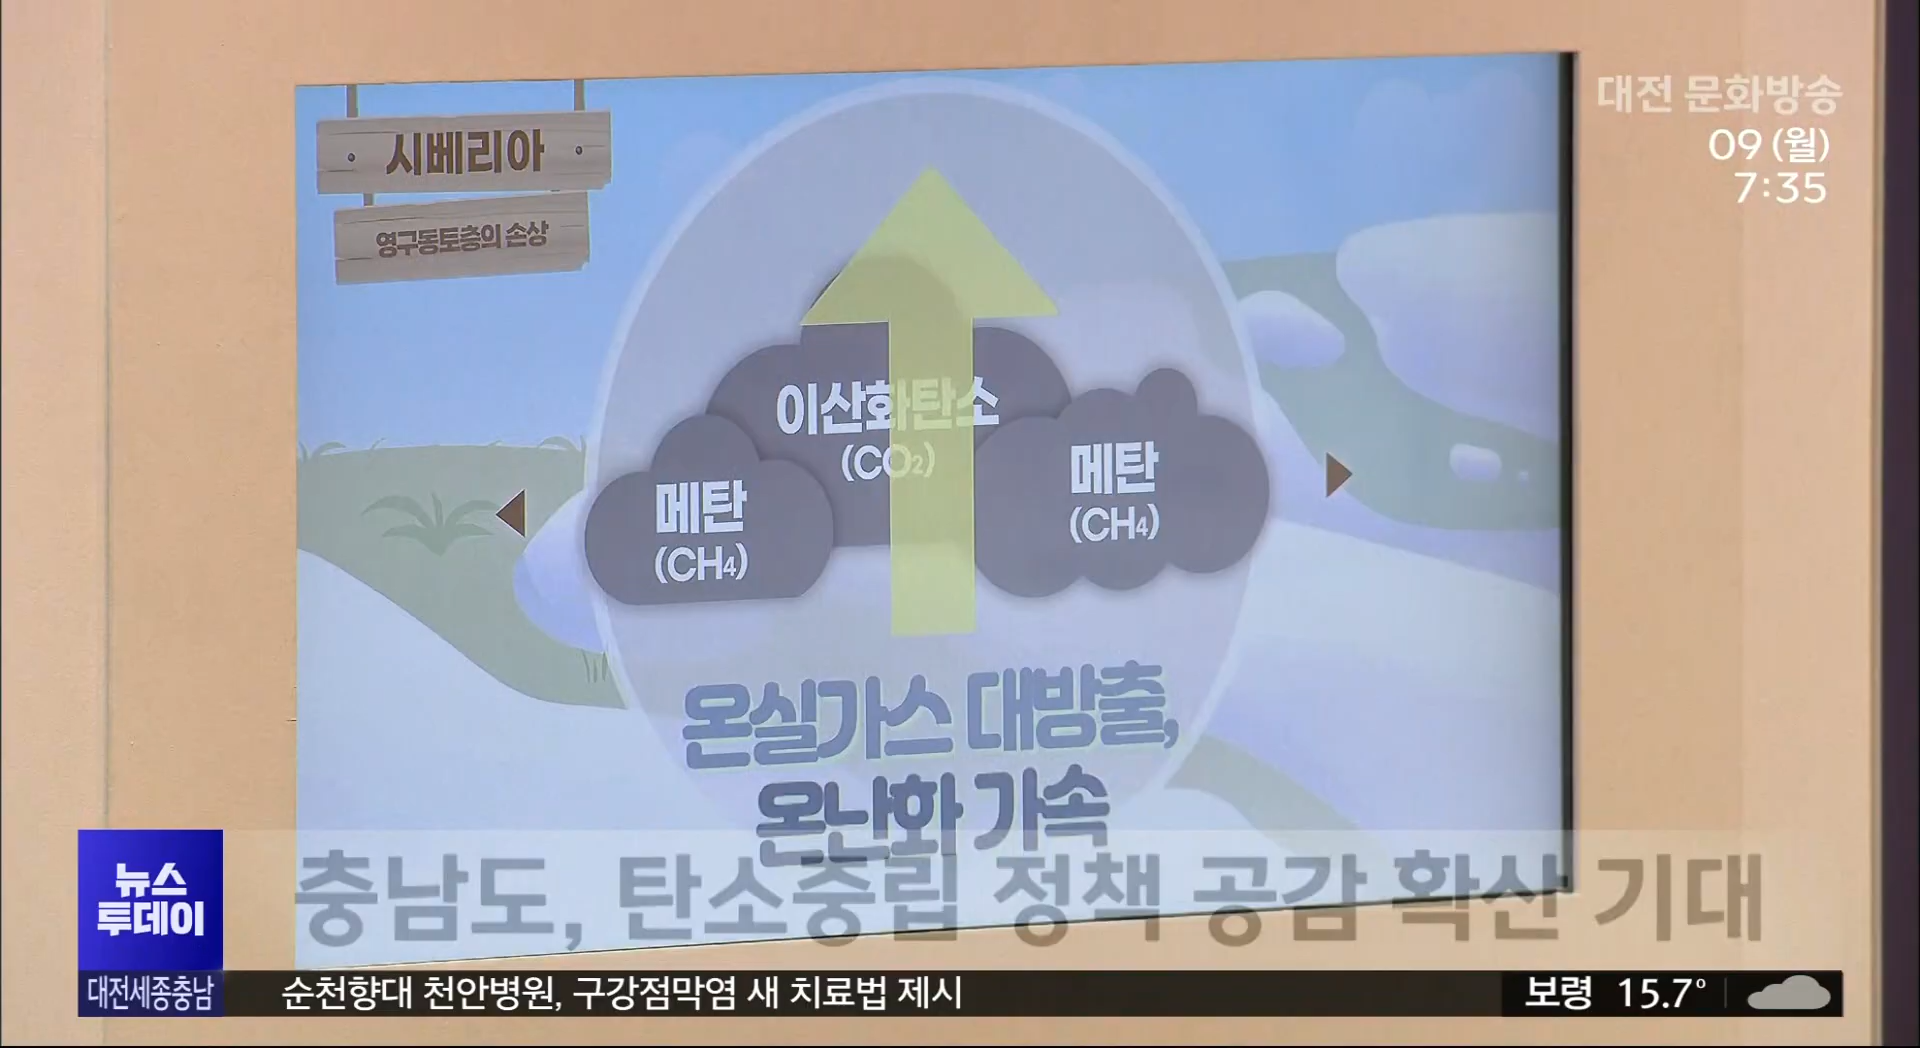 대전 문화방송
09 (월)
7:35
시베리아
영구동토층의 손상
이산화탄소
(CO₂)
메탄
(CH₄)
메탄
(CH₄)
온실가스 대방출,
온난화 가속
뉴스
투데이
충남도, 탄소중립 정책 공감 확산 기대
대전세종충남
순천향대 천안병원, 구강점막염 새 치료법 제시
보령 15.7°